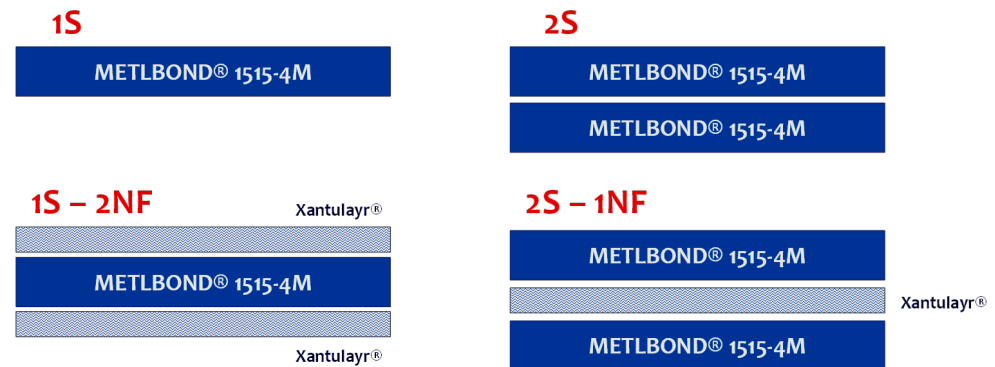 1S
METLBOND® 1515-4M
2S
METLBOND® 1515-4M
METLBOND® 1515-4M
1S – 2NF
Xantulayr®
METLBOND® 1515-4M
Xantulayr®
2S – 1NF
METLBOND® 1515-4M
Xantulayr®
METLBOND® 1515-4M